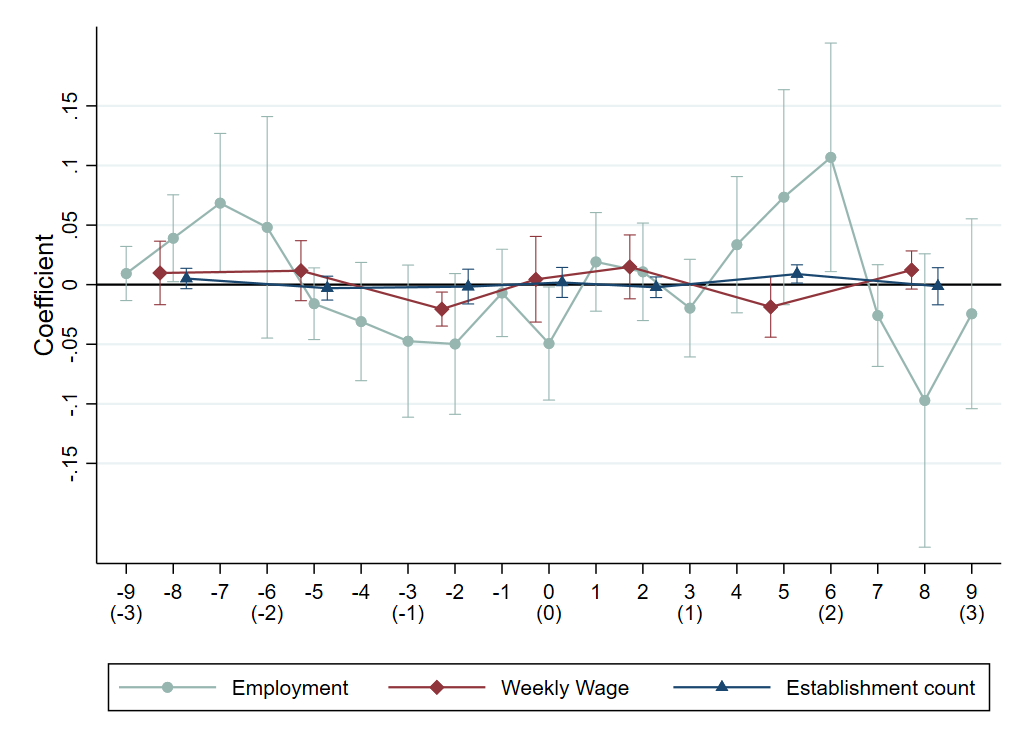 .15
.1
.05
0
-.05
-.1
-.15
Coefficient
-9 -8 -7 -6 -5 -4 -3 -2 -1 0 1 2 3 4 5 6 7 8 9
(-3) (-2) (-1) (0) (1) (2) (3)
Employment Weekly Wage Establishment count